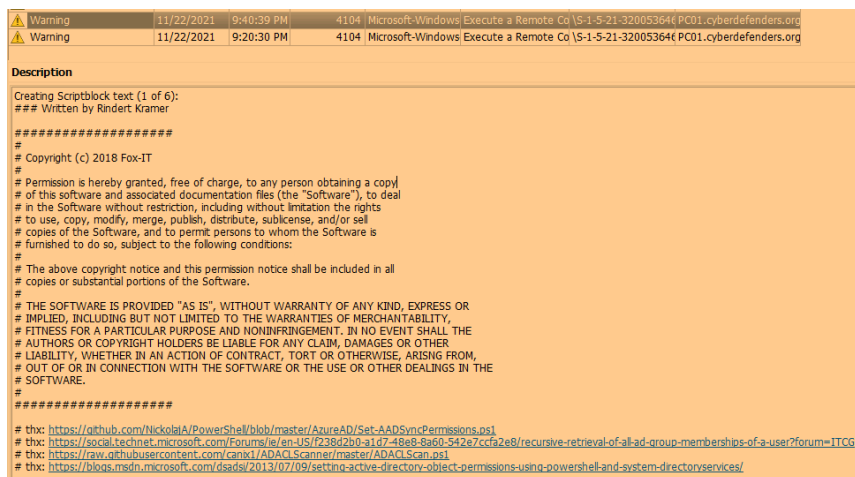 Warning 11/22/2021 9:40:39 PM 4104 Microsoft-Windows Execute a Remote Co \S-1-5-21-320053646 PC01.cyberdefenders.org
Warning 11/22/2021 9:20:30 PM 4104 Microsoft-Windows Execute a Remote Co \S-1-5-21-320053646 PC01.cyberdefenders.org
Description
Creating Scriptblock text (1 of 6):
### Written by Rindert Kramer
####################
#
# Copyright (c) 2018 Fox-IT
#
# Permission is hereby granted, free of charge, to any person obtaining a copy
# of this software and associated documentation files (the "Software"), to deal
# in the Software without restriction, including without limitation the rights
# to use, copy, modify, merge, publish, distribute, sublicense, and/or sell
# copies of the Software, and to permit persons to whom the Software is
# furnished to do so, subject to the following conditions:
#
# The above copyright notice and this permission notice shall be included in all
# copies or substantial portions of the Software.
#
# THE SOFTWARE IS PROVIDED "AS IS", WITHOUT WARRANTY OF ANY KIND, EXPRESS OR
# IMPLIED, INCLUDING BUT NOT LIMITED TO THE WARRANTIES OF MERCHANTABILITY,
# FITNESS FOR A PARTICULAR PURPOSE AND NONINFRINGEMENT. IN NO EVENT SHALL THE
# AUTHORS OR COPYRIGHT HOLDERS BE LIABLE FOR ANY CLAIM, DAMAGES OR OTHER
# LIABILITY, WHETHER IN AN ACTION OF CONTRACT, TORT OR OTHERWISE, ARISNG FROM,
# OUT OF OR IN CONNECTION WITH THE SOFTWARE OR THE USE OR OTHER DEALINGS IN THE
# SOFTWARE.
#
####################
# thx: https://github.com/NickolajA/PowerShell/blob/master/AzureAD/Set-AADSyncPermissions.ps1
# thx: https://social.technet.microsoft.com/Forums/ie/en-US/f238d2b0-a1d7-48e8-8a60-542e7ccfa2e8/recursive-retrieval-of-all-ad-group-memberships-of-a-user?forum=ITCG
# thx: https://raw.githubusercontent.com/canix1/ADACLScanner/master/ADACLScan.ps1
# thx: https://blogs.msdn.microsoft.com/dsadsi/2013/07/09/setting-active-directory-object-permissions-using-powershell-and-system-directoryservices/